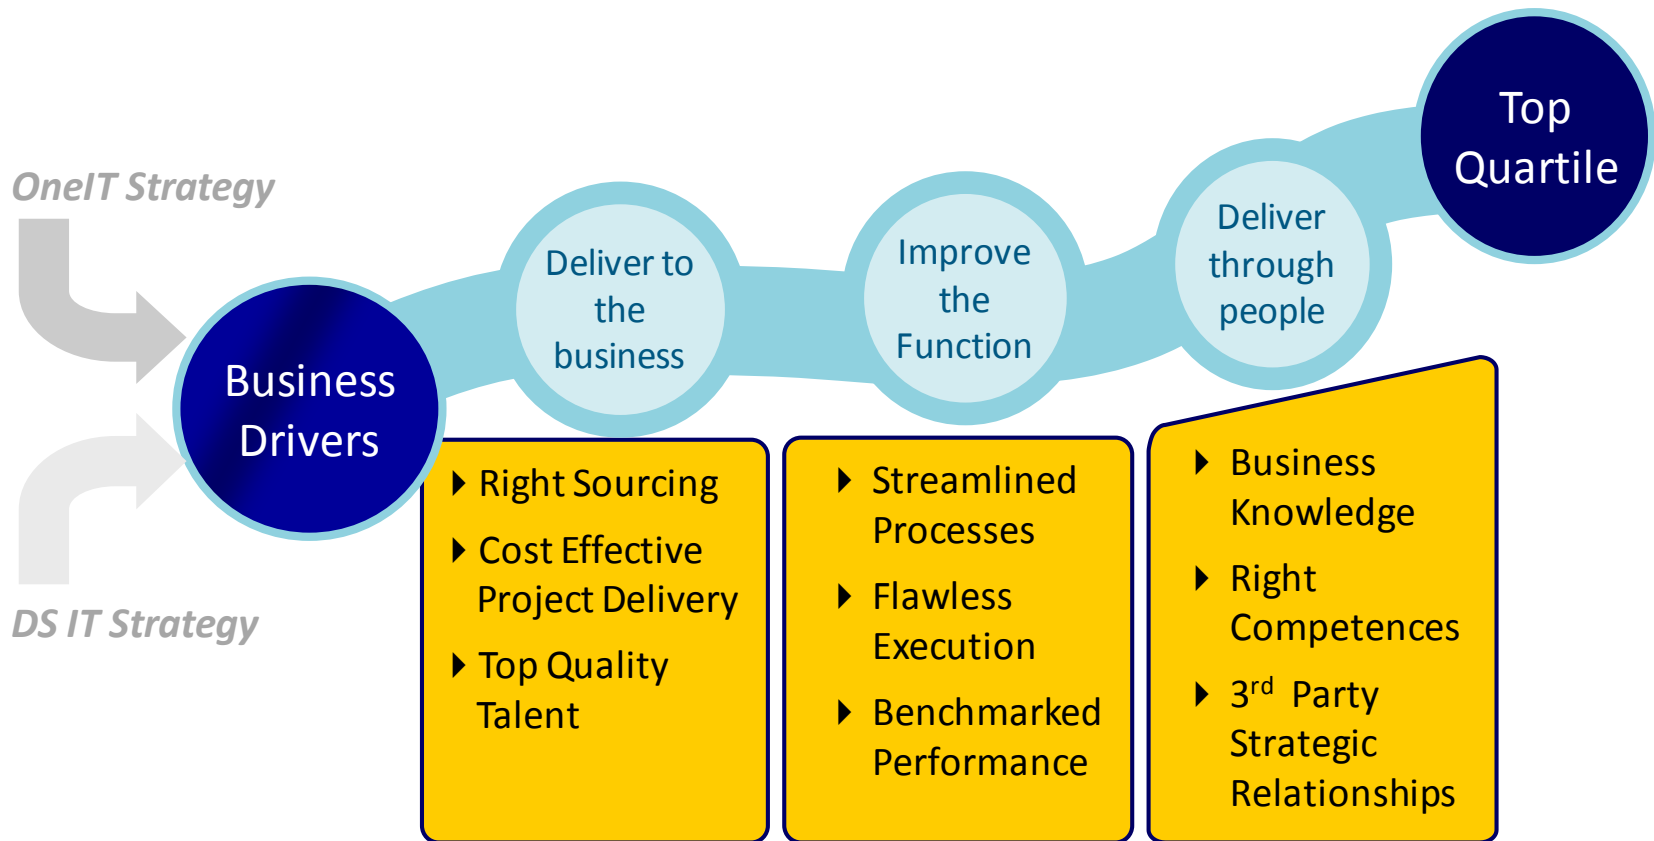 OneIT Strategy
DS IT Strategy
Business
Drivers
Deliver to
the
business
Improve
the
Function
Deliver
through
people
Top
Quartile
Right Sourcing
Cost Effective
Project Delivery
Top Quality
Talent
Streamlined
Processes
Flawless
Execution
Benchmarked
Performance
Business
Knowledge
Right
Competences
3rd Party
Strategic
Relationships